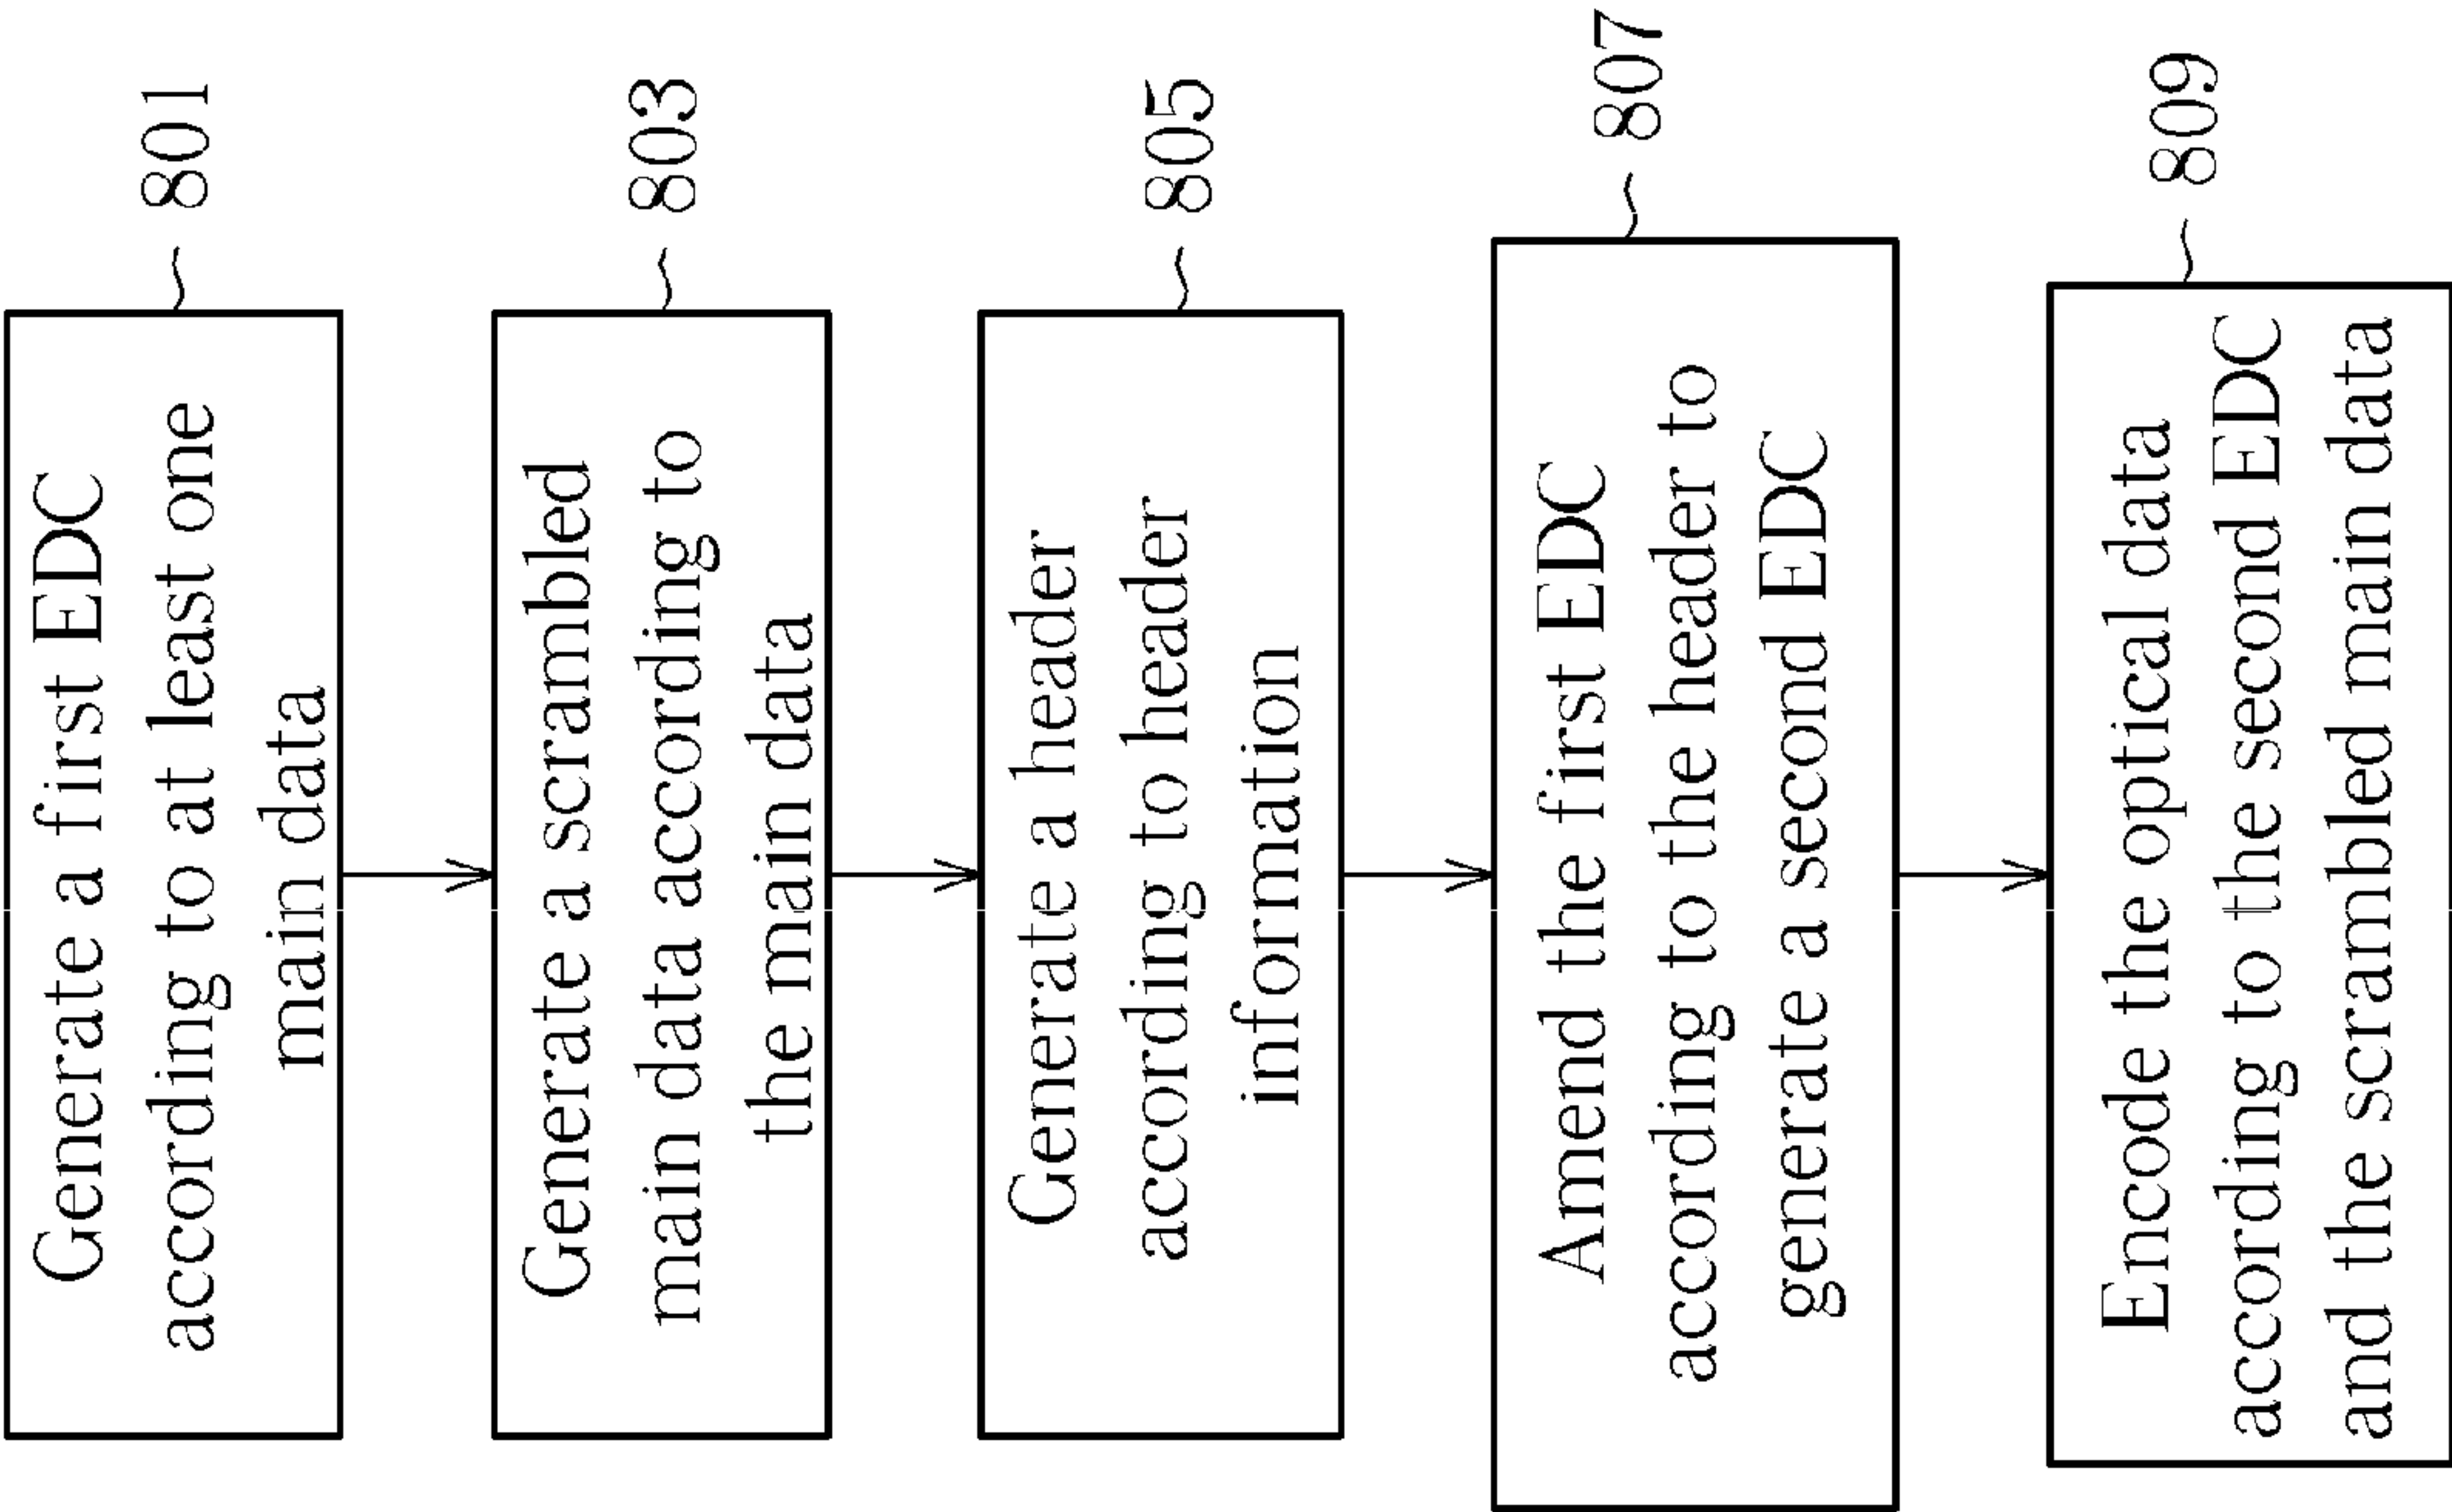 Generate a first EDC
according to at least one
main data
801
Generate a scrambled
main data according to
the main data
803
Generate a header
according to header
information
805
Amend the first EDC
according to the header to
generate a second EDC
807
Encode the optical data
according to the second EDC
and the scrambled main data
809